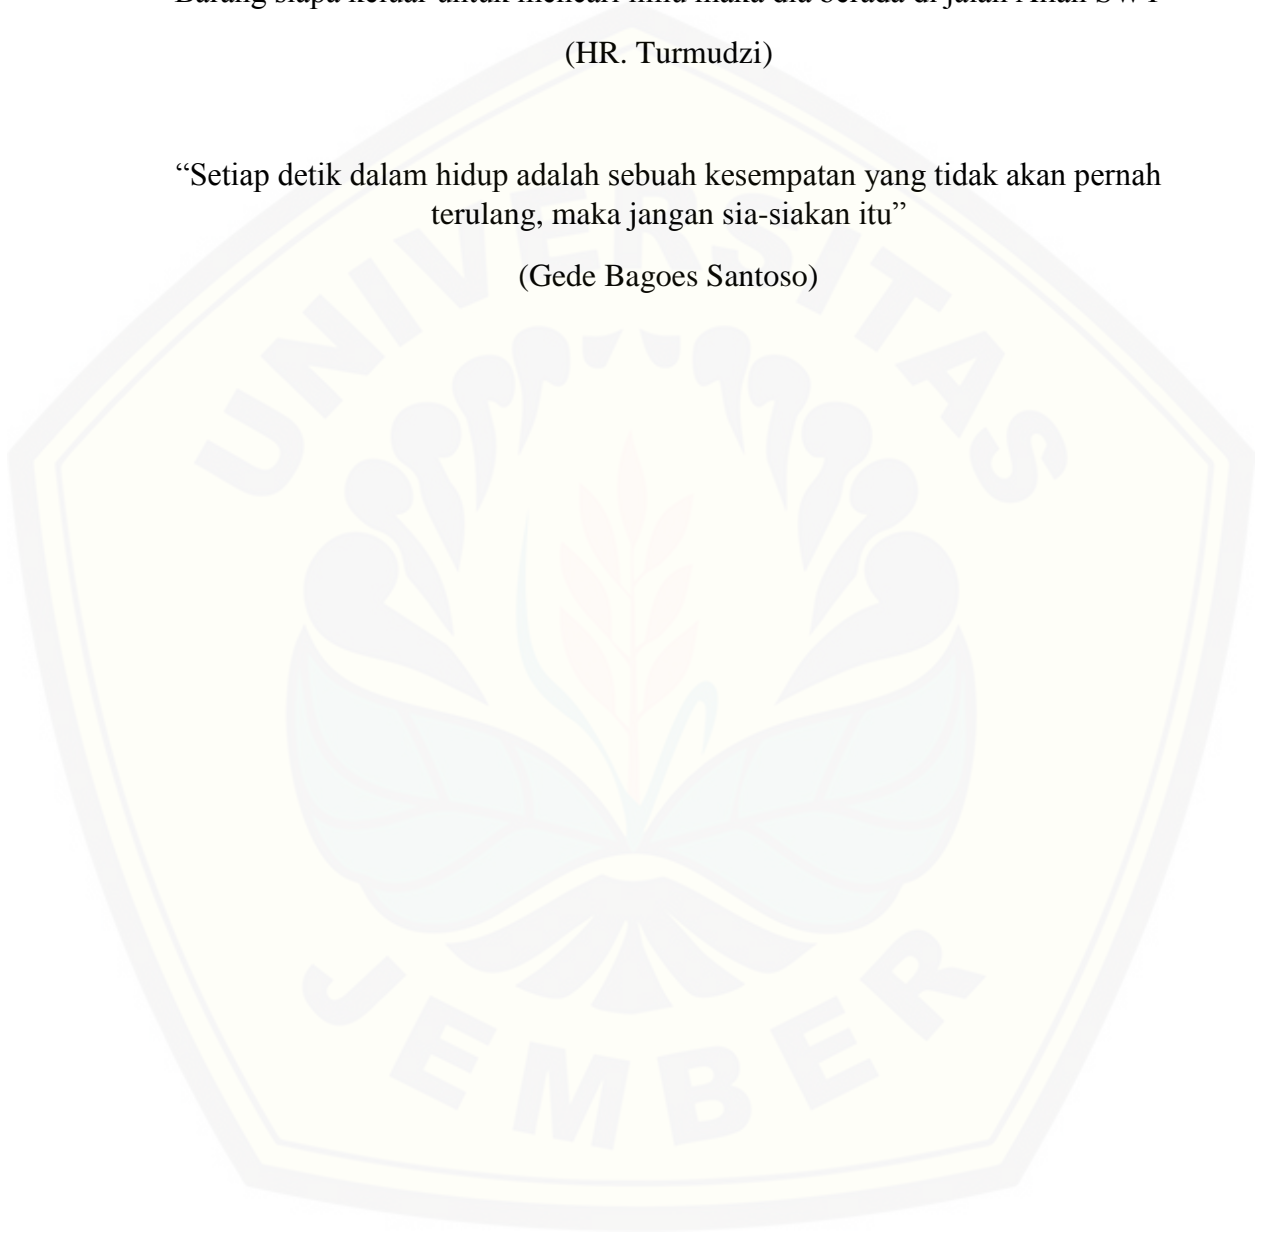 Barang siapa keluar untuk mencari ilmu maka dia berada di jalan Allah SWT
(HR. Turmudzi)
“Setiap detik dalam hidup adalah sebuah kesempatan yang tidak akan pernah
terulang, maka jangan sia-siakan itu”
(Gede Bagoes Santoso)
UNIVERSITAS
JEMBER